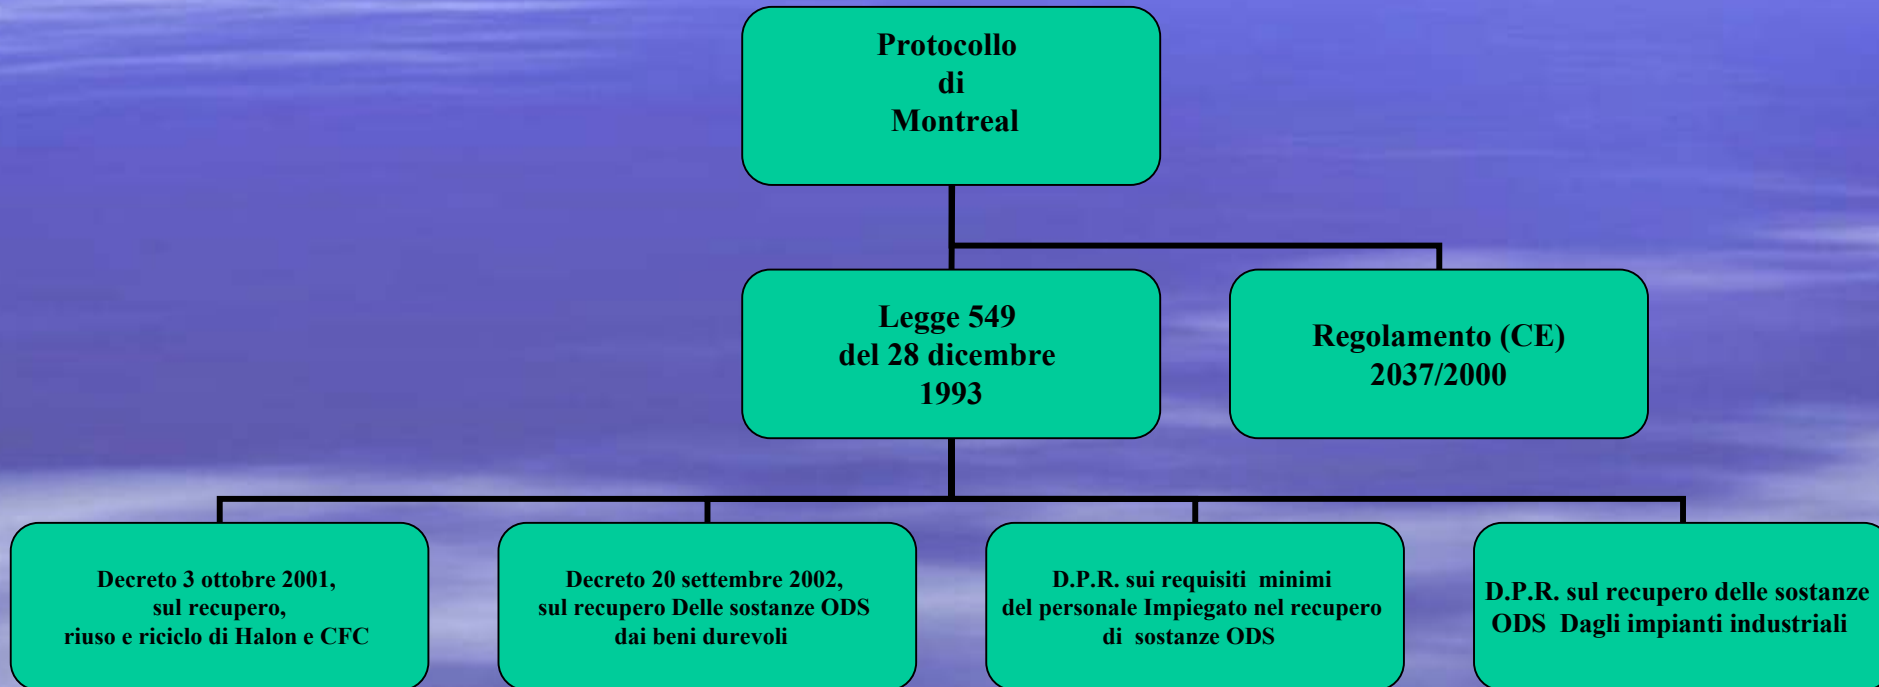 Protocollo
di
Montreal
Legge 549
del 28 dicembre
1993
Regolamento (CE)
2037/2000
Decreto 3 ottobre 2001,
sul recupero,
riuso e riciclo di Halon e CFC
Decreto 20 settembre 2002,
sul recupero Delle sostanze ODS
dai beni durevoli
D.P.R. sui requisiti minimi
del personale Impiegato nel recupero
di sostanze ODS
D.P.R. sul recupero delle sostanze
ODS Dagli impianti industriali